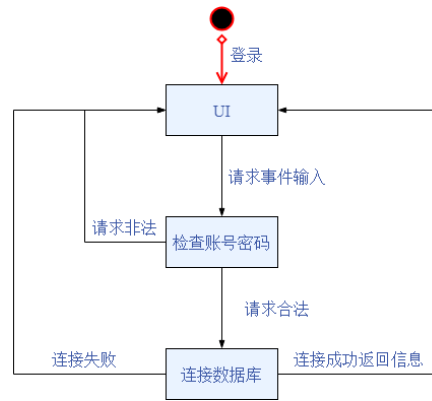 登录
UI
请求事件输入
请求非法
检查账号密码
请求合法
连接失败
连接数据库
连接成功返回信息